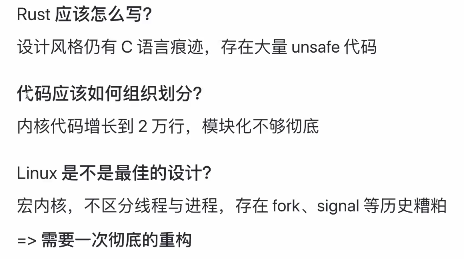 Rust 应该怎么写?
设计风格仍有 C 语言痕迹，存在大量 unsafe 代码
代码应该如何组织划分?
内核代码增长到 2 万行，模块化不够彻底
Linux 是不是最佳的设计?
宏内核，不区分线程与进程，存在 fork、signal 等历史糟粕
=> 需要一次彻底的重构